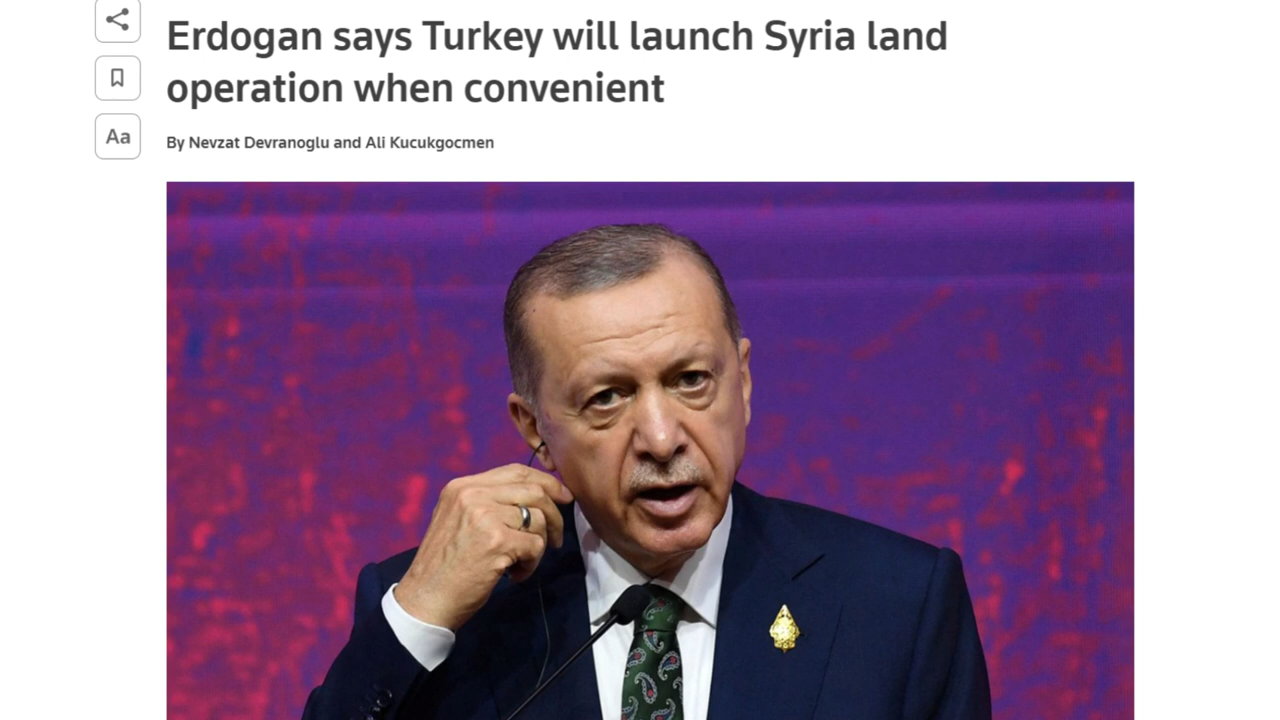 Erdogan says Turkey will launch Syria land
operation when convenient
Aa
By Nevzat Devranoglu and Ali Kucukgocmen